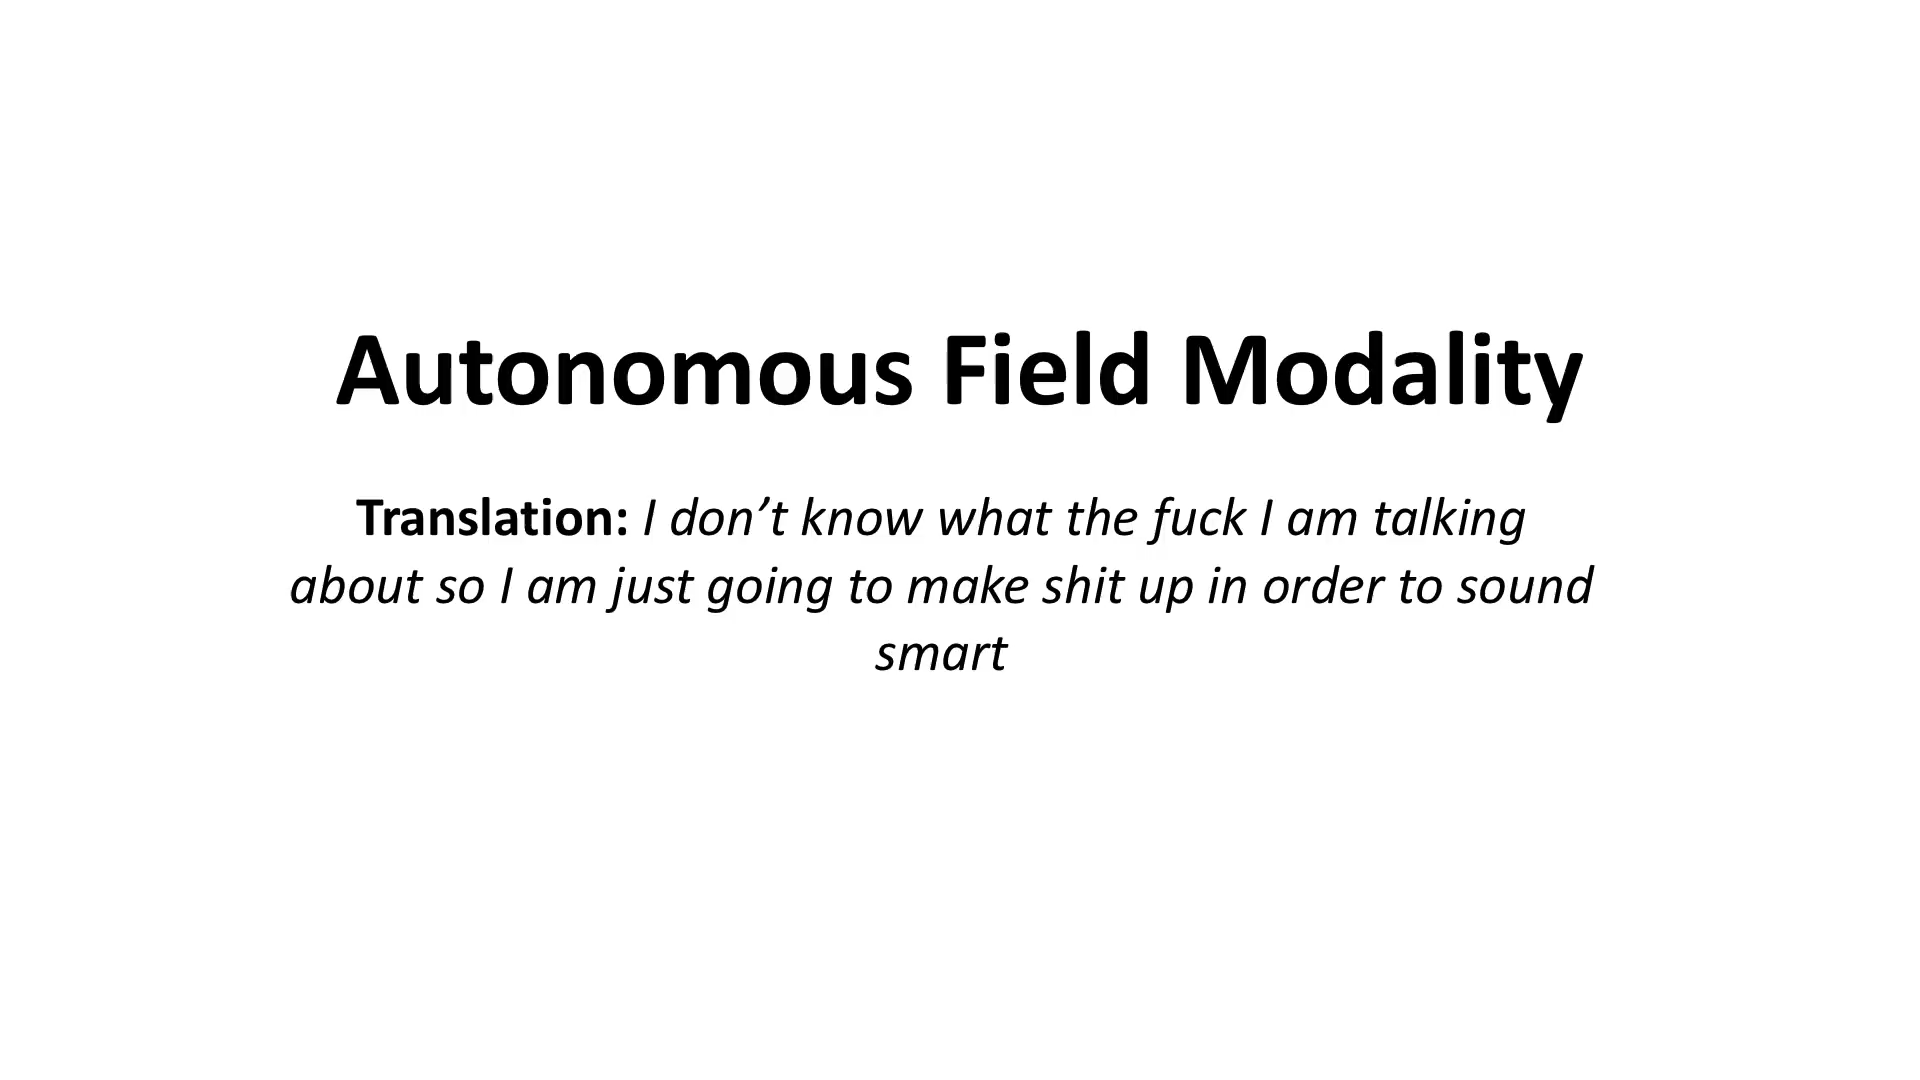 Autonomous Field Modality
Translation: I don’t know what the fuck I am talking
about so I am just going to make shit up in order to sound
smart